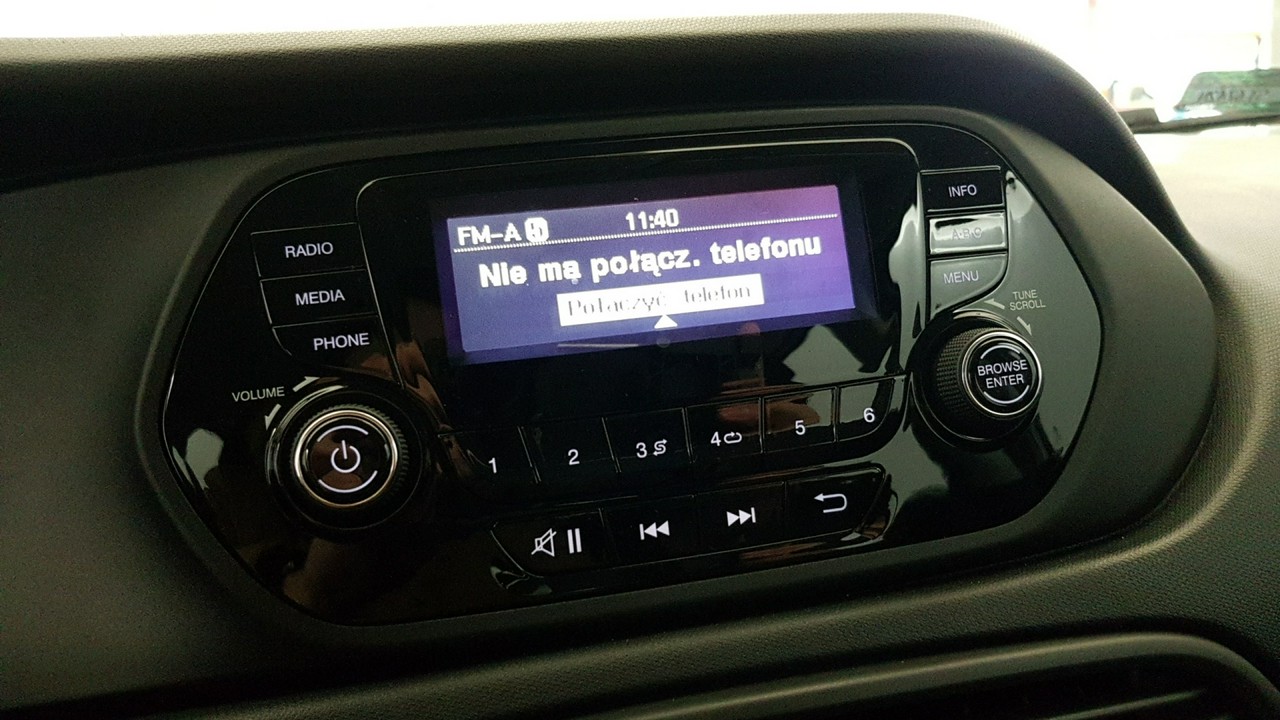 FM-A
11:40
Nie mą połącz. telefonu
Połączyć telefon
RADIO
MEDIA
PHONE
VOLUME
INFO
A-B-C
MENU
TUNE
SCROLL
BROWSE
ENTER
1
2
3
4
5
6